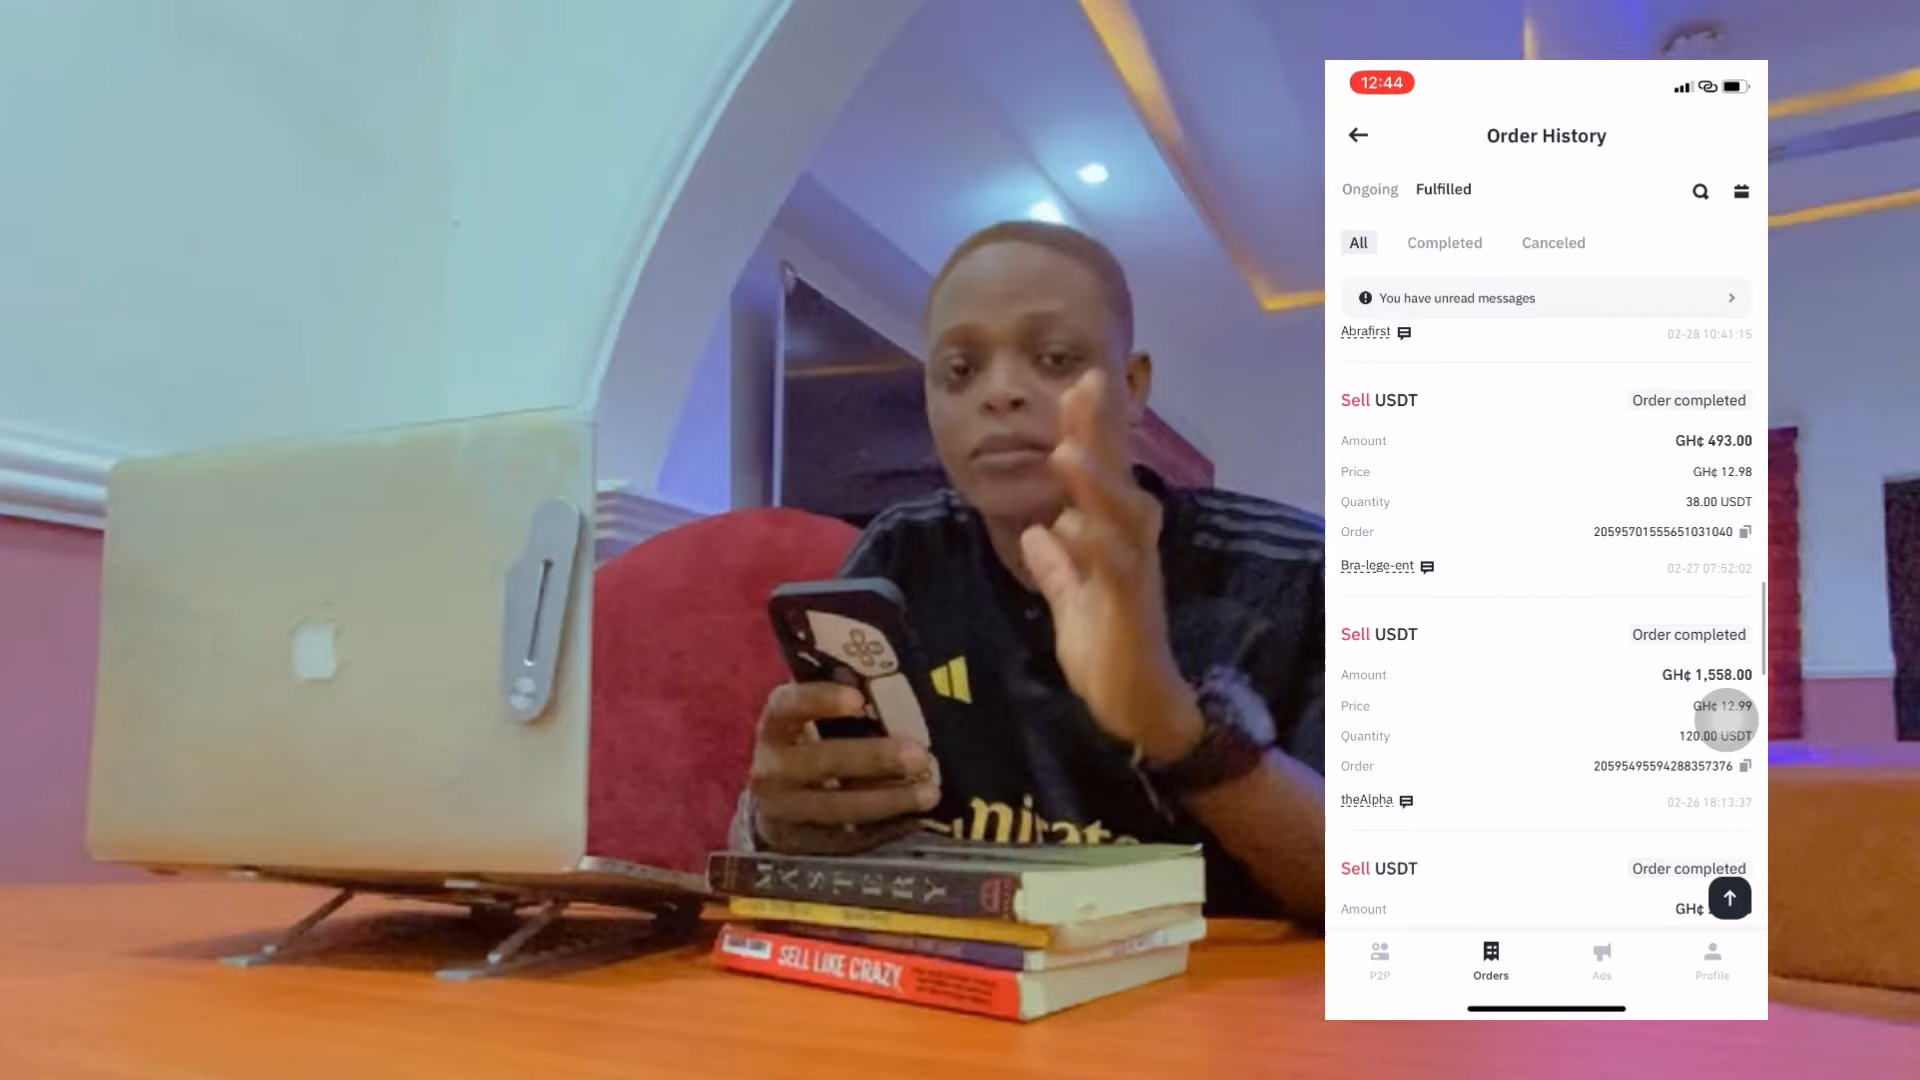 12:44
Order History
Ongoing Fulfilled
All Completed Canceled
You have unread messages
Abrafirst 02-28 10:41:15
Sell USDT Order completed
Amount GH¢ 493.00
Price GH¢ 12.98
Quantity 38.00 USDT
Order 20595701555651031040
Bra-lege-ent 02-27 07:52:02
Sell USDT Order completed
Amount GH¢ 1,558.00
Price GH¢ 12.99
Quantity 120.00 USDT
Order 20595495594288357376
theAlpha 02-26 18:13:37
Sell USDT Order completed
Amount GH¢
P2P Orders Ads Profile
MASTERY
SELL LIKE CRAZY